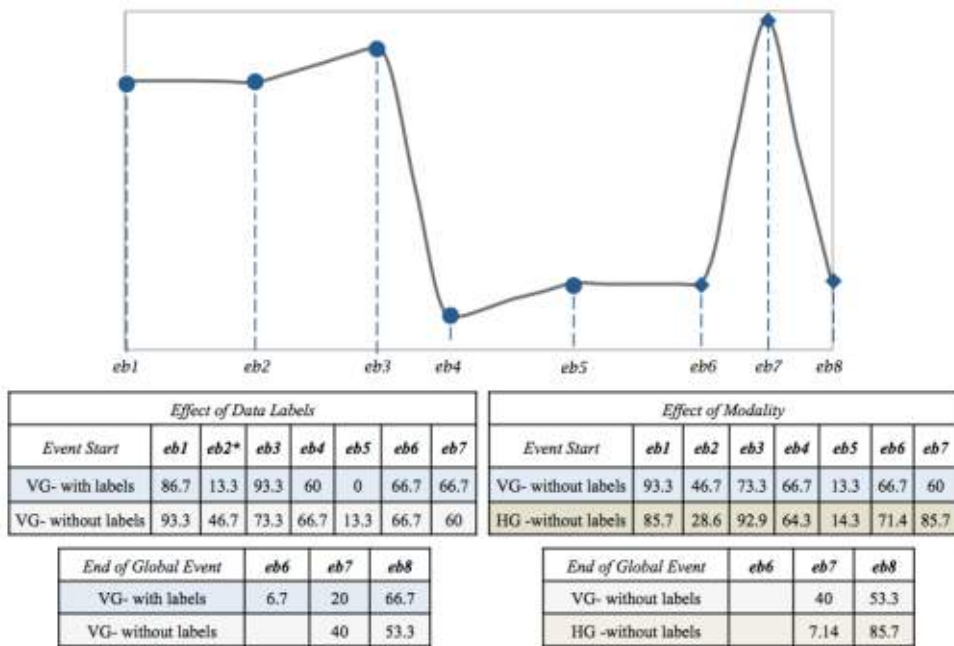 eb1 eb2 eb3 eb4 eb5 eb6 eb7 eb8
Effect of Data Labels
Event Start eb1 eb2* eb3 eb4 eb5 eb6 eb7
VG- with labels 86.7 13.3 93.3 60 0 66.7 66.7
VG- without labels 93.3 46.7 73.3 66.7 13.3 66.7 60
End of Global Event eb6 eb7 eb8
VG- with labels 6.7 20 66.7
VG- without labels 40 53.3
Effect of Modality
Event Start eb1 eb2 eb3 eb4 eb5 eb6 eb7
VG- without labels 93.3 46.7 73.3 66.7 13.3 66.7 60
HG -without labels 85.7 28.6 92.9 64.3 14.3 71.4 85.7
End of Global Event eb6 eb7 eb8
VG- without labels 40 53.3
HG -without labels 7.14 85.7